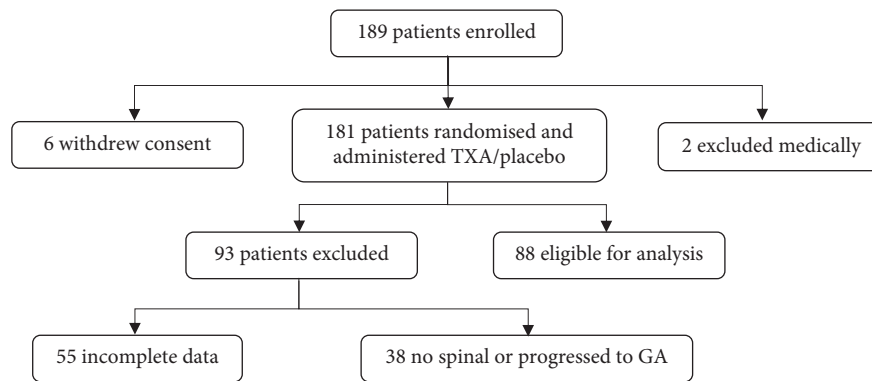 189 patients enrolled
6 withdrew consent
181 patients randomised and
administered TXA/placebo
2 excluded medically
93 patients excluded
88 eligible for analysis
55 incomplete data
38 no spinal or progressed to GA